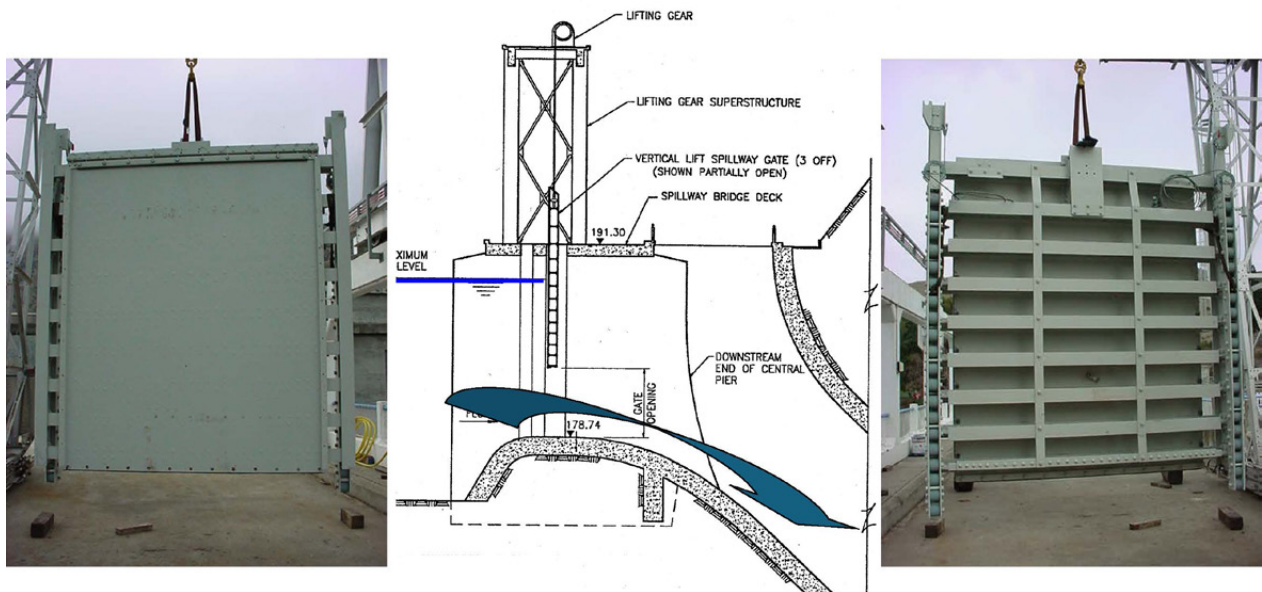 LIFTING GEAR
LIFTING GEAR SUPERSTRUCTURE
VERTICAL LIFT SPILLWAY GATE (3 OFF)
(SHOWN PARTIALLY OPEN)
SPILLWAY BRIDGE DECK
191.30
XIMUM
LEVEL
DOWNSTREAM
END OF CENTRAL
PIER
GATE
OPENING
178.74